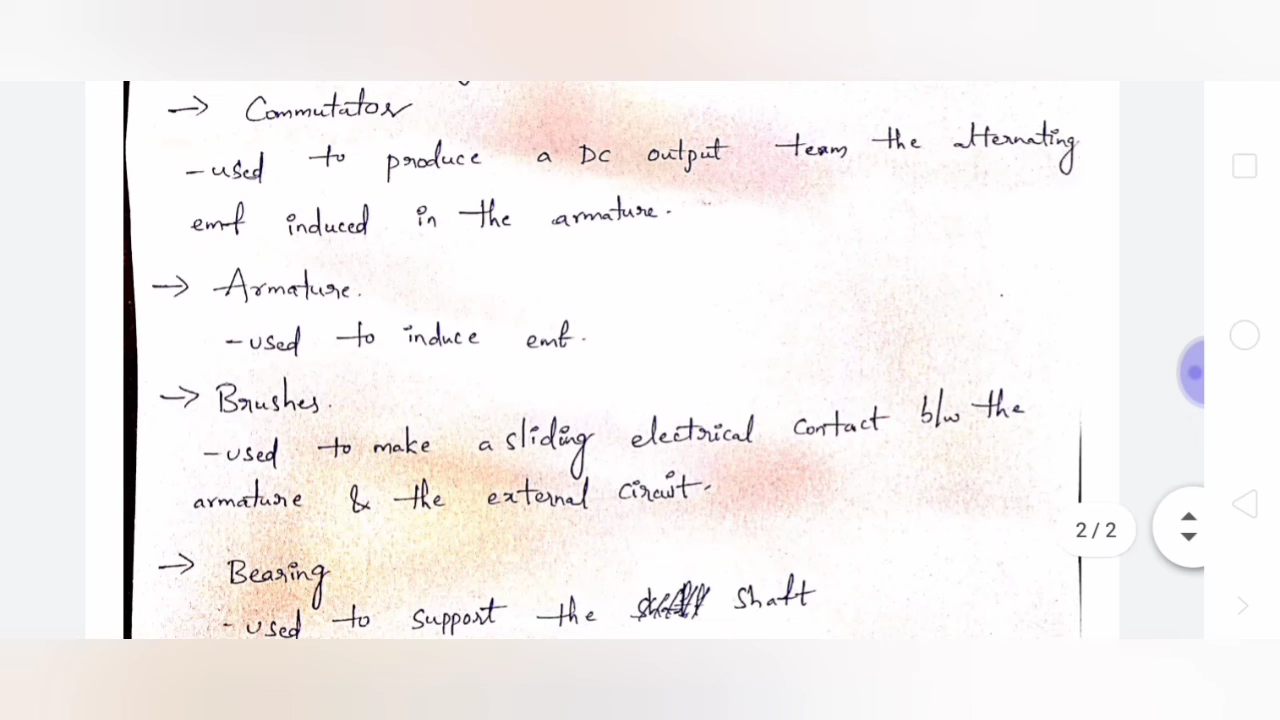 → Commutator
- used to produce a DC output team the alternating
emf induced in the armature.
→ Armature.
- used to induce emf.
→ Brushes.
- used to make a sliding electrical contact b/w the
armature & the external circuit.
2 / 2
→ Bearing
- used to support the shaft